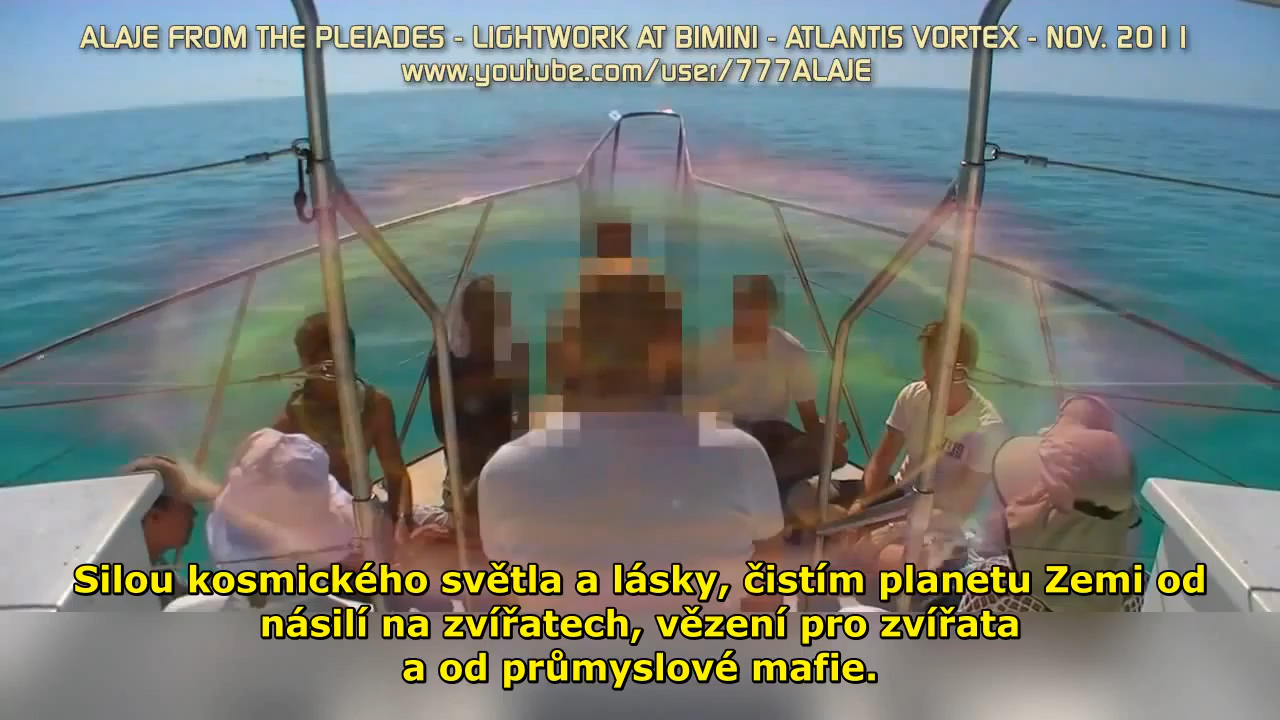 ALAJE FROM THE PLEIADES - LIGHTWORK AT BIMINI - ATLANTIS VORTEX - NOV. 2011
www.youtube.com/user/777ALAJE
Silou kosmického světla a lásky, čistím planetu Zemi od
násilí na zvířatech, vězení pro zvířata
a od průmyslové mafie.